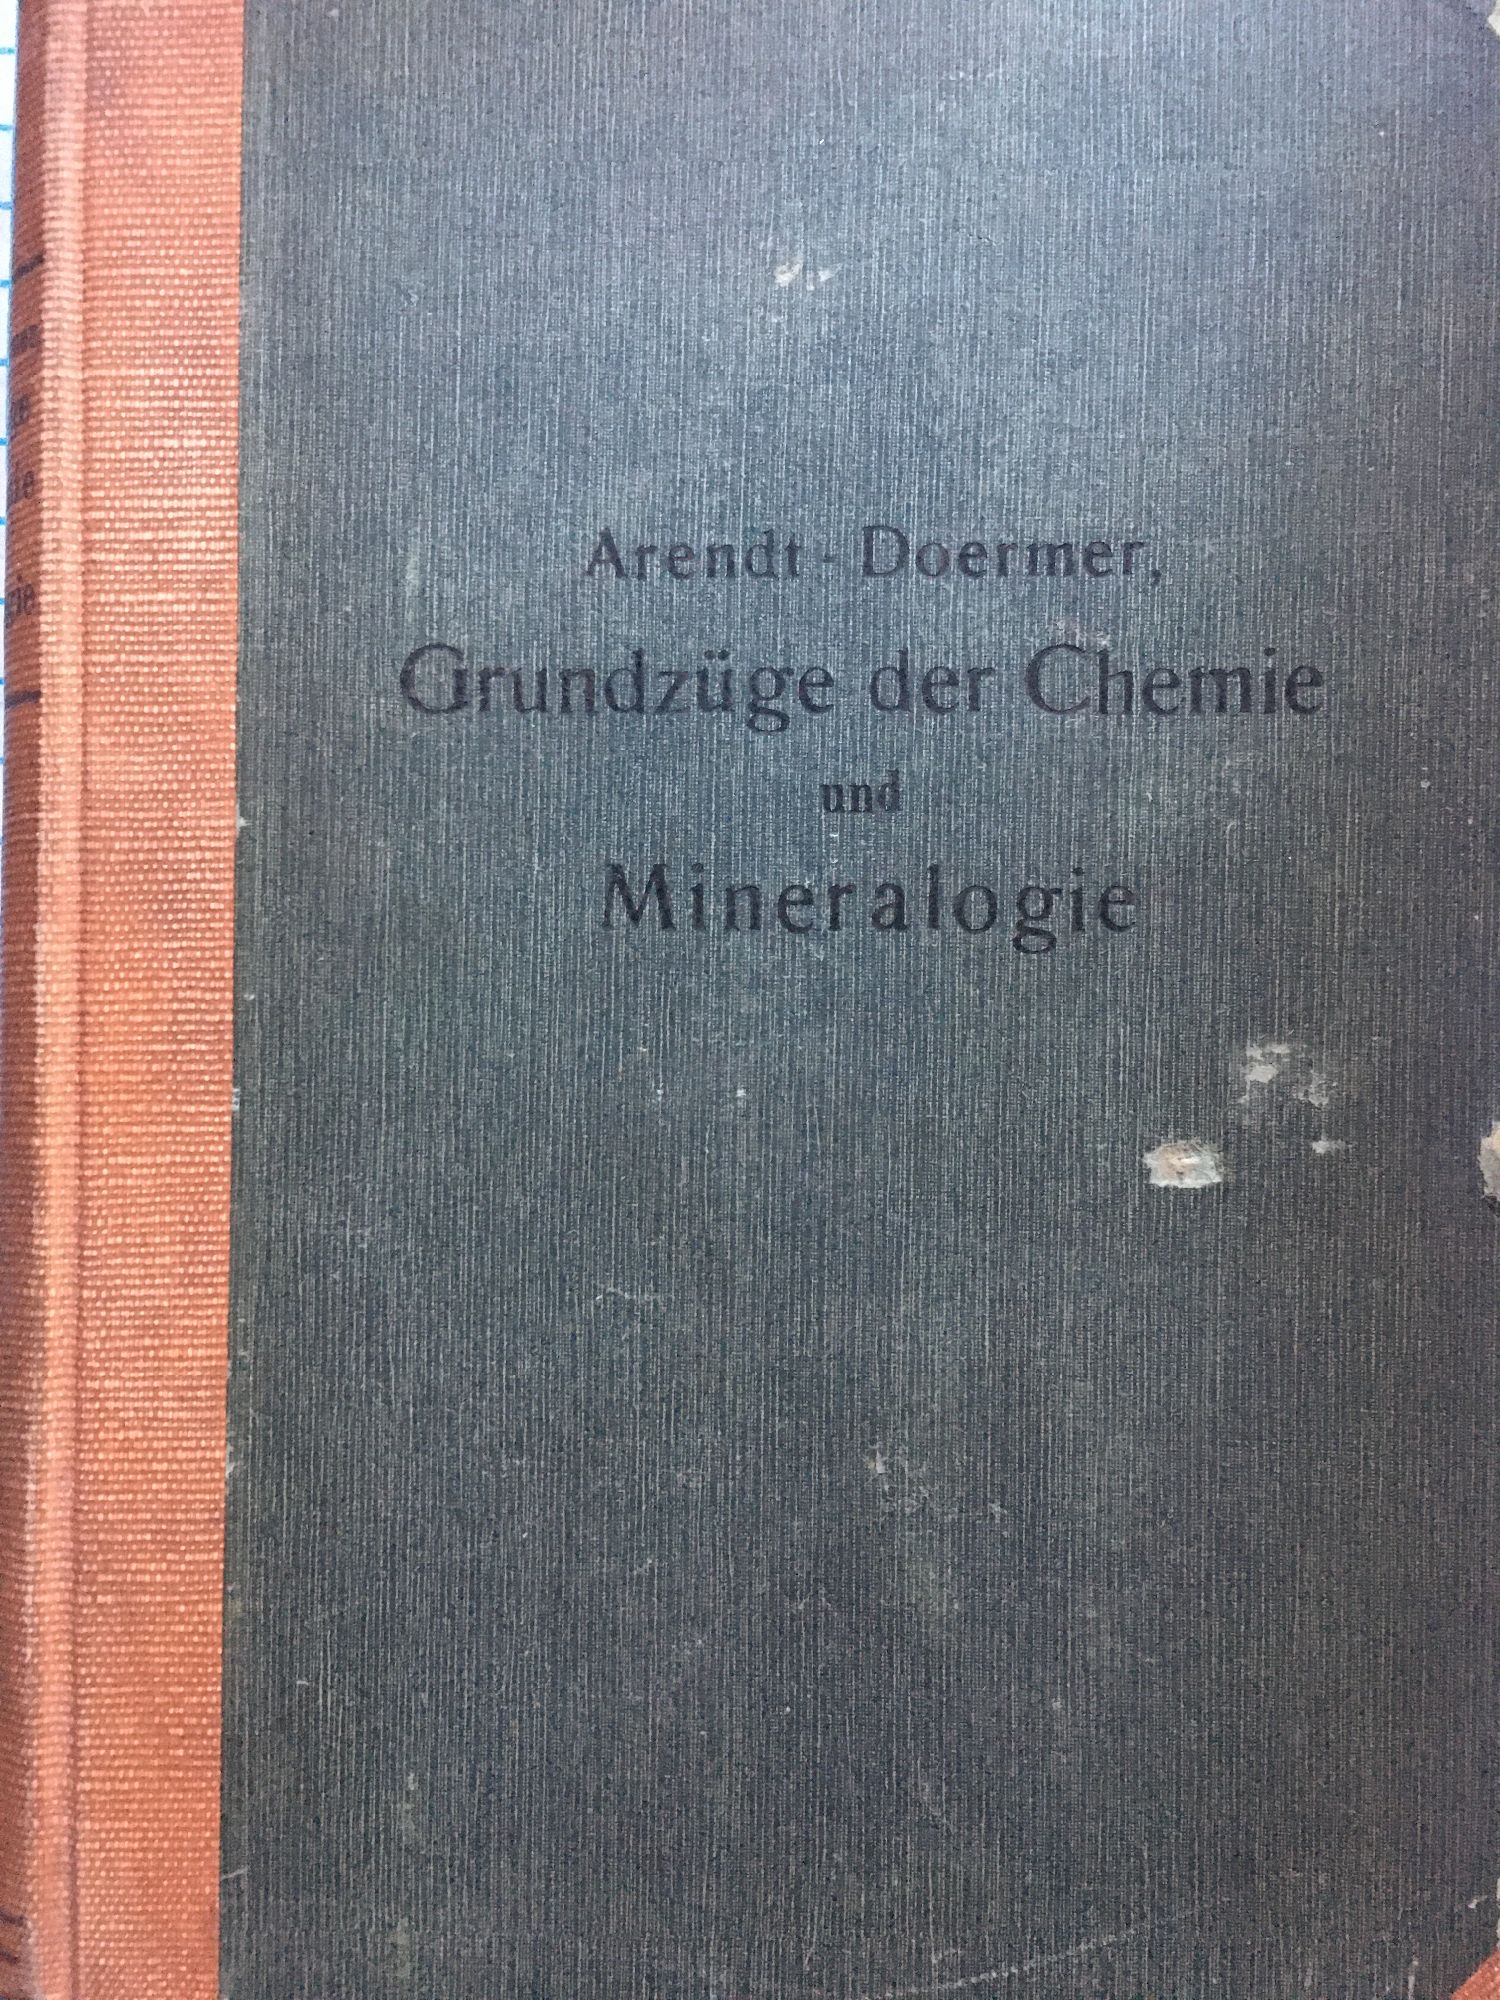 Arendt - Doermer,
Grundzüge der Chemie
und
Mineralogie